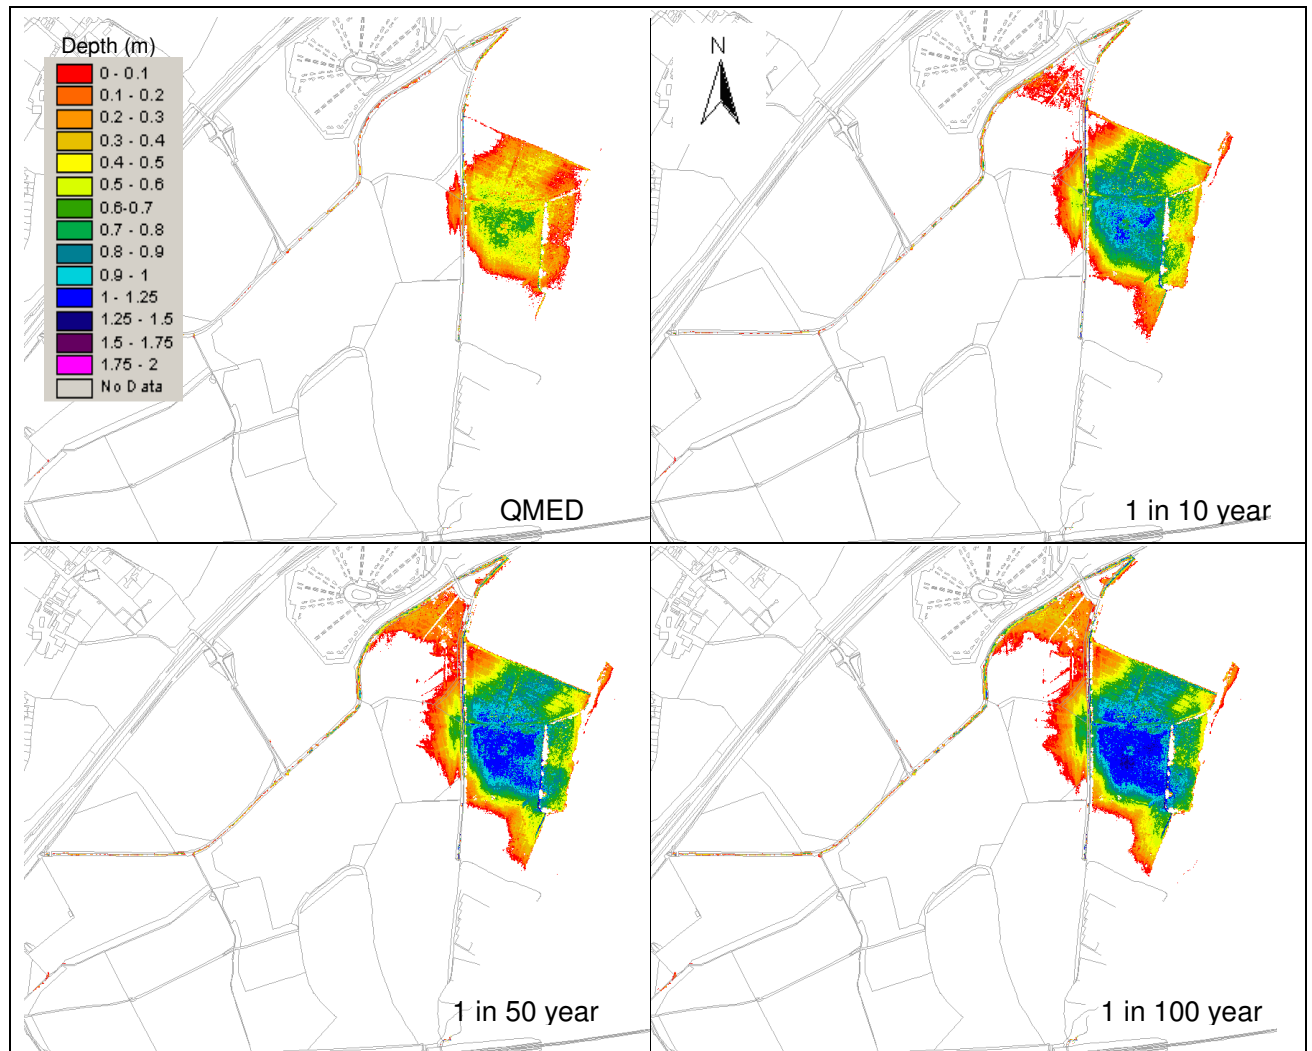 Depth (m)
0 - 0.1
0.1 - 0.2
0.2 - 0.3
0.3 - 0.4
0.4 - 0.5
0.5 - 0.6
0.6-0.7
0.7 - 0.8
0.8 - 0.9
0.9 - 1
1 - 1.25
1.25 - 1.5
1.5 - 1.75
1.75 - 2
No Data
QMED
N
1 in 10 year
1 in 50 year
1 in 100 year